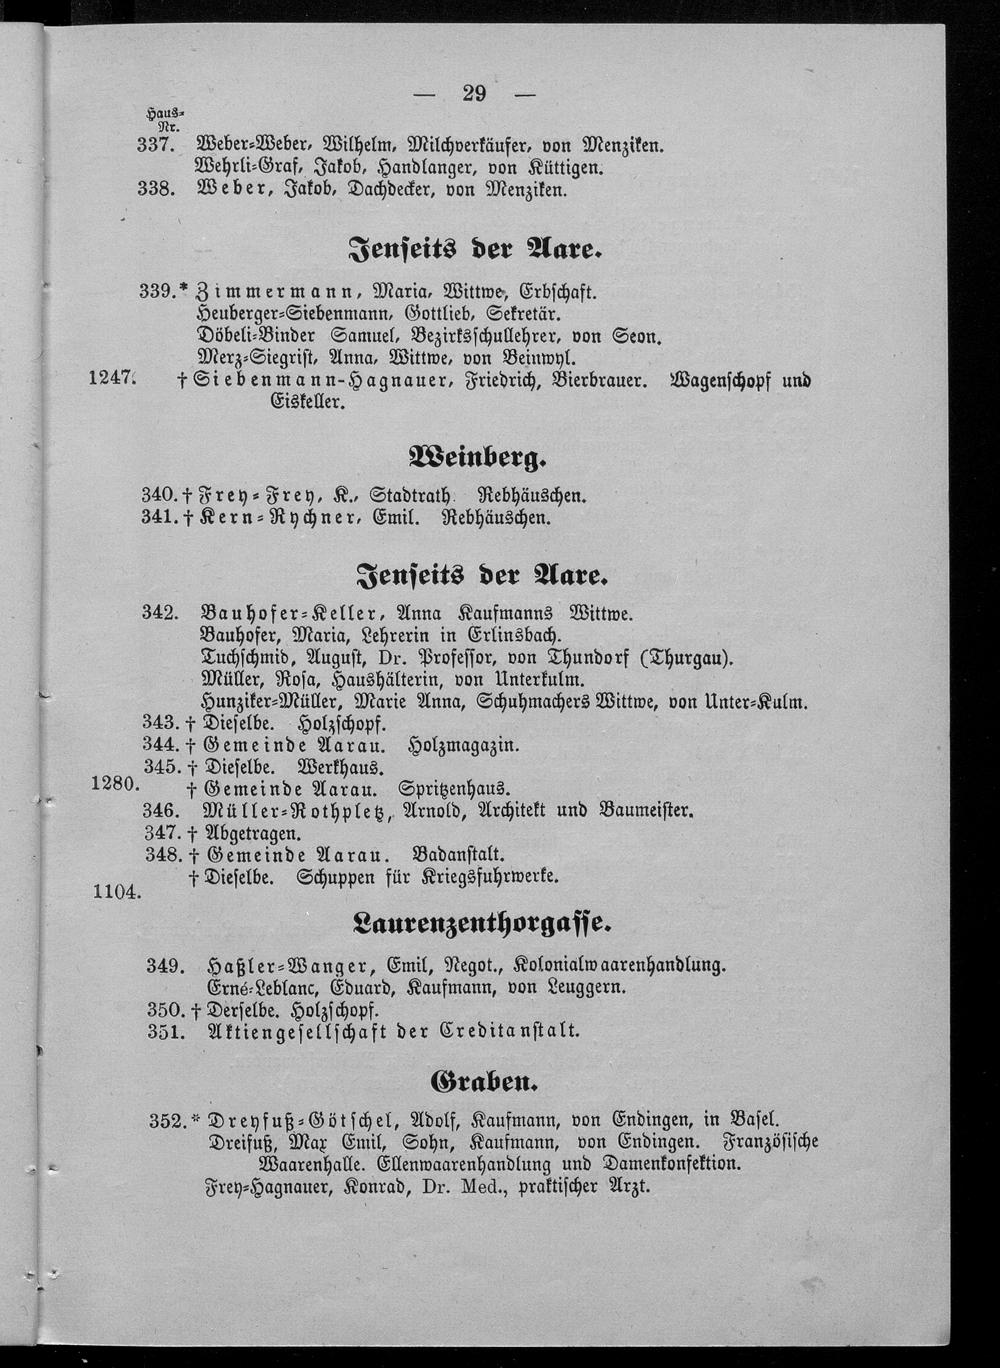 — 29 —
Haus-
Nr.
337. Weber-Weber, Wilhelm, Milchverkäufer, von Menziken.
Wehrli-Graf, Jakob, Handlanger, von Küttigen.
338. Weber, Jakob, Dachdecker, von Menziken.
Jenseits der Aare.
339.* Zimmermann, Maria, Wittwe, Erbschaft.
Heuberger-Siebenmann, Gottlieb, Sekretär.
Döbeli-Binder Samuel, Bezirksschullehrer, von Seon.
Merz-Siegrist, Anna, Wittwe, von Beinwyl.
1247. † Siebenmann-Hagnauer, Friedrich, Bierbrauer. Wagenschopf und
Eiskeller.
Weinberg.
340. † Frey-Frey, K., Stadtrath. Rebhäuschen.
341. † Kern-Rychner, Emil. Rebhäuschen.
Jenseits der Aare.
342. Bauhofer-Keller, Anna Kaufmanns Wittwe.
Bauhofer, Maria, Lehrerin in Erlinsbach.
Tuchschmid, August, Dr. Professor, von Thundorf (Thurgau).
Müller, Rosa, Haushälterin, von Unterkulm.
Hunziker-Müller, Marie Anna, Schuhmachers Wittwe, von Unter-Kulm.
343. † Dieselbe. Holzschopf.
344. † Gemeinde Aarau. Holzmagazin.
345. † Dieselbe. Werkhaus.
1280. † Gemeinde Aarau. Spritzenhaus.
346. Müller-Rothpletz, Arnold, Architekt und Baumeister.
347. † Abgetragen.
348. † Gemeinde Aarau. Badanstalt.
† Dieselbe. Schuppen für Kriegsfuhrwerke.
1104.
Laurenzenthorgasse.
349. Haßler-Wanger, Emil, Negot., Kolonialwaarenhandlung.
Erné-Leblanc, Eduard, Kaufmann, von Leuggern.
350. † Derselbe. Holzschopf.
351. Aktiengesellschaft der Creditanstalt.
Graben.
352.* Dreyfuß-Götschel, Adolf, Kaufmann, von Endingen, in Basel.
Dreifuß, Max Emil, Sohn, Kaufmann, von Endingen. Französische
Waarenhalle. Ellenwaarenhandlung und Damenkonfektion.
Frey-Hagnauer, Konrad, Dr. Med., praktischer Arzt.